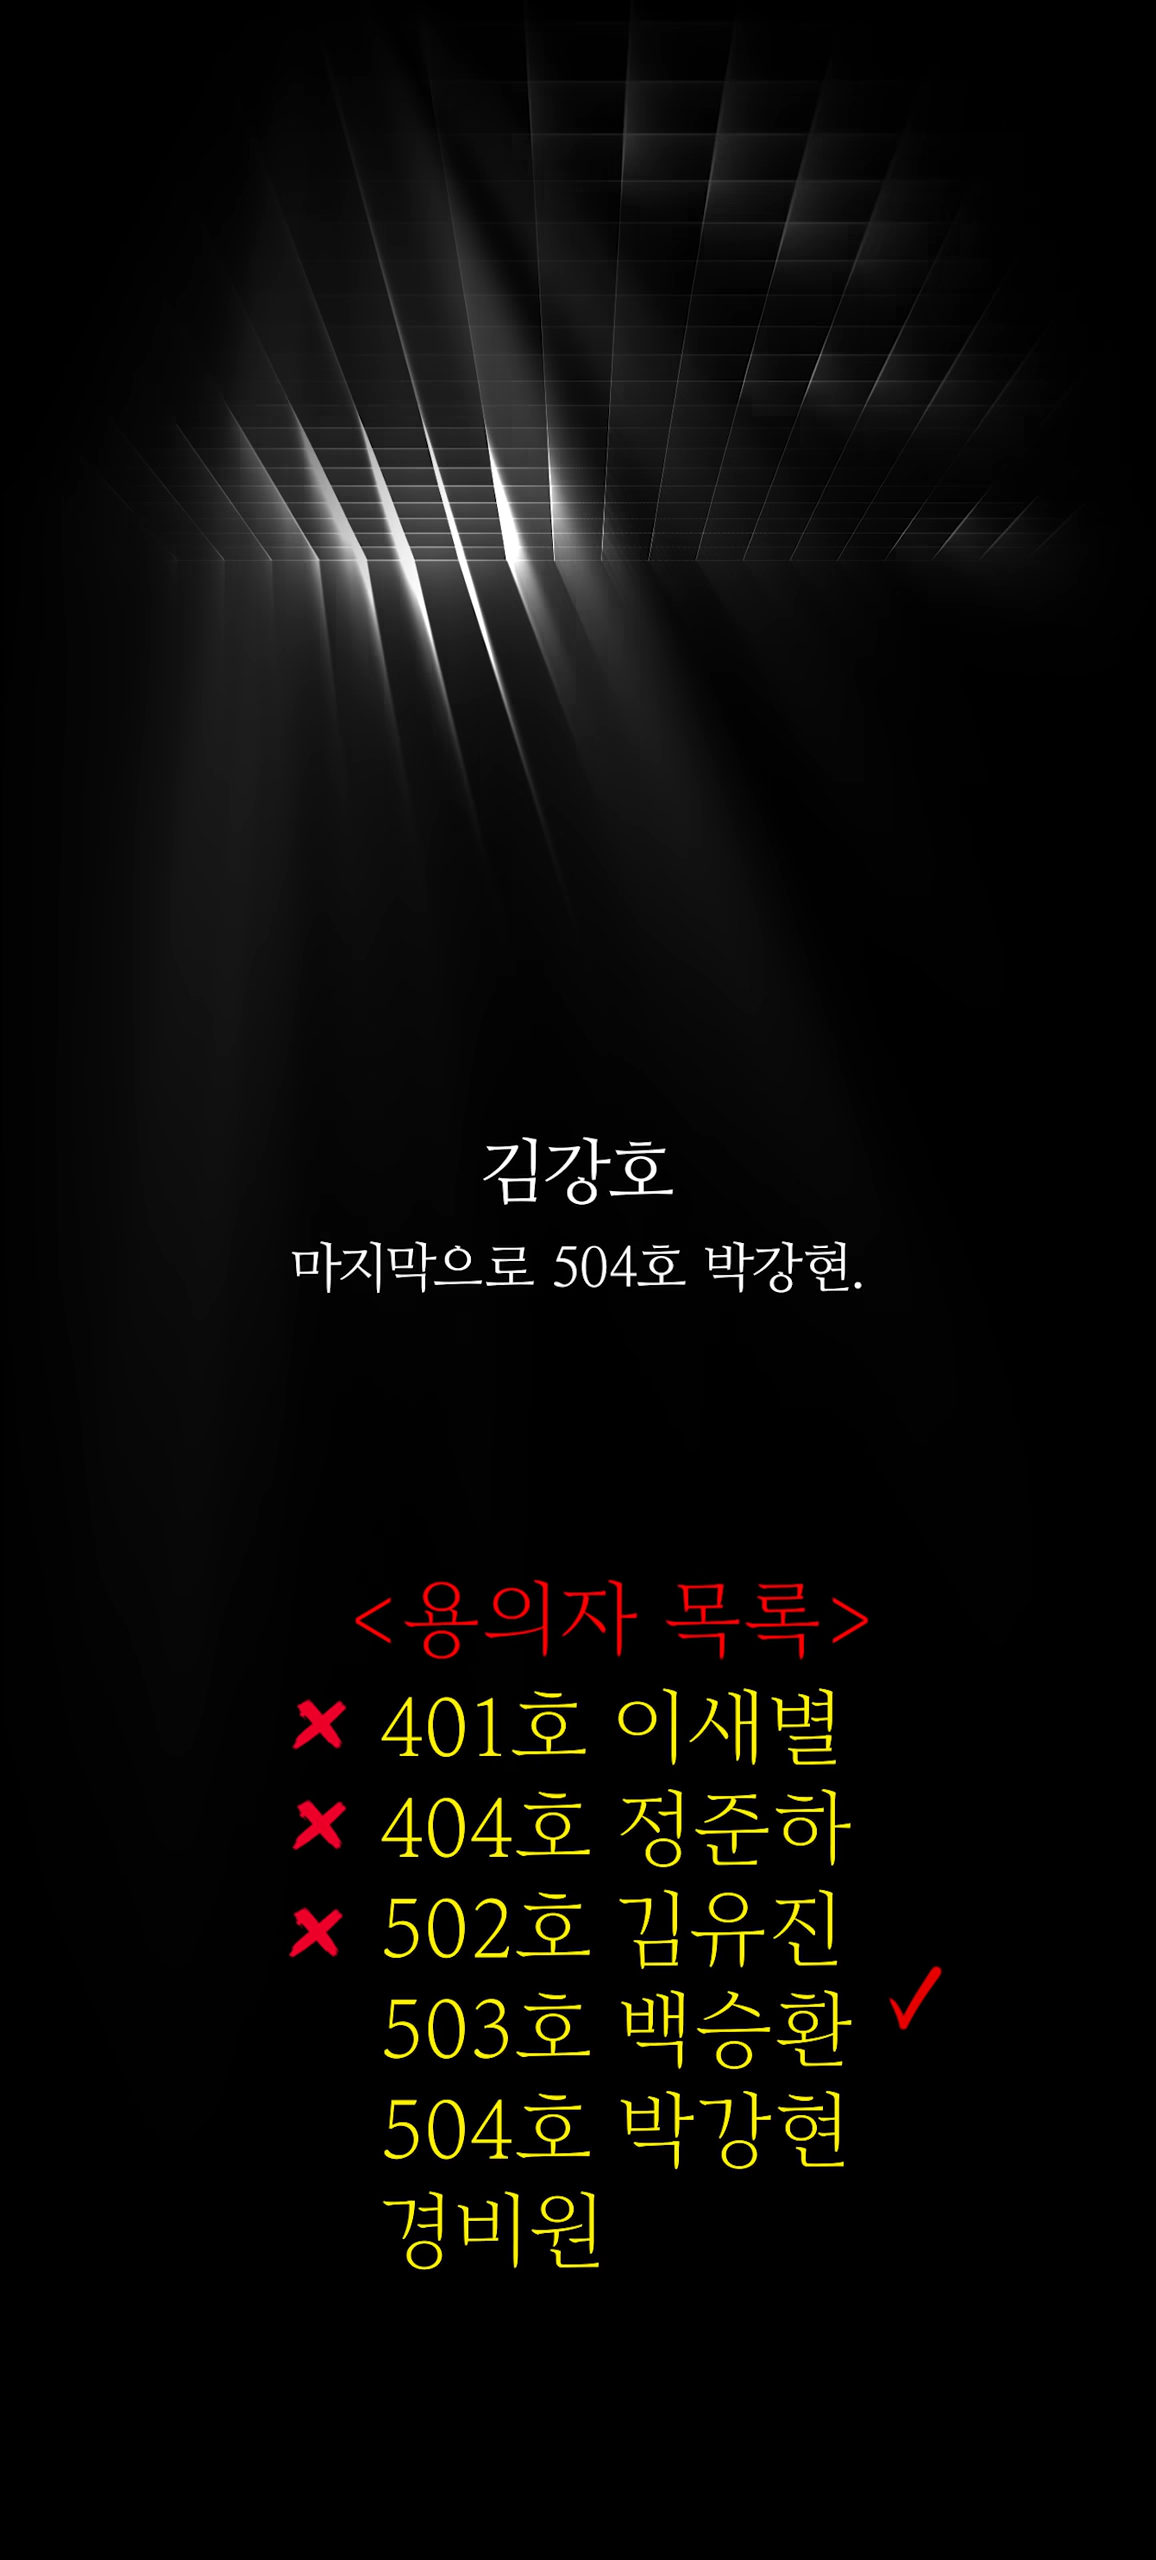 김강호
마지막으로 504호 박강현.
<용의자 목록>
401호 이새별
404호 정준하
502호 김유진
503호 백승환
504호 박강현
경비원